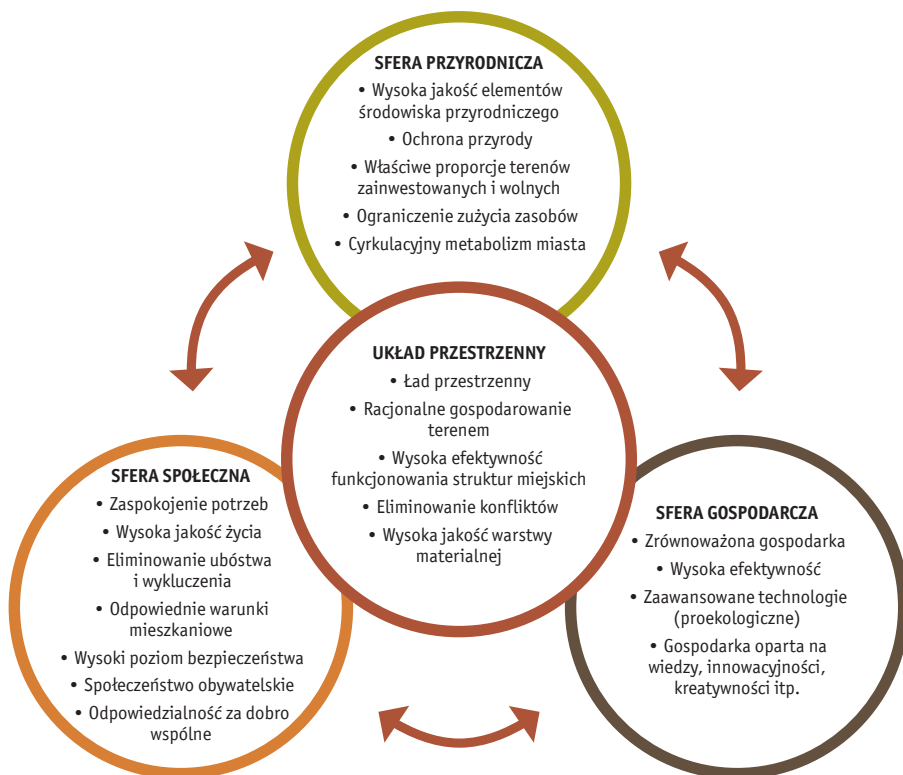 SFERA PRZYRODNICZA
• Wysoka jakość elementów
środowiska przyrodniczego
• Ochrona przyrody
• Właściwe proporcje terenów
zainwestowanych i wolnych
• Ograniczenie zużycia zasobów
• Cyrkulacyjny metabolizm miasta
UKŁAD PRZESTRZENNY
• Ład przestrzenny
• Racjonalne gospodarowanie
terenem
• Wysoka efektywność
funkcjonowania struktur miejskich
• Eliminowanie konfliktów
• Wysoka jakość warstwy
materialnej
SFERA SPOŁECZNA
• Zaspokojenie potrzeb
• Wysoka jakość życia
• Eliminowanie ubóstwa
i wykluczenia
• Odpowiednie warunki
mieszkaniowe
• Wysoki poziom bezpieczeństwa
• Społeczeństwo obywatelskie
• Odpowiedzialność za dobro
wspólne
SFERA GOSPODARCZA
• Zrównoważona gospodarka
• Wysoka efektywność
• Zaawansowane technologie
(proekologiczne)
• Gospodarka oparta na
wiedzy, innowacyjności,
kreatywności itp.